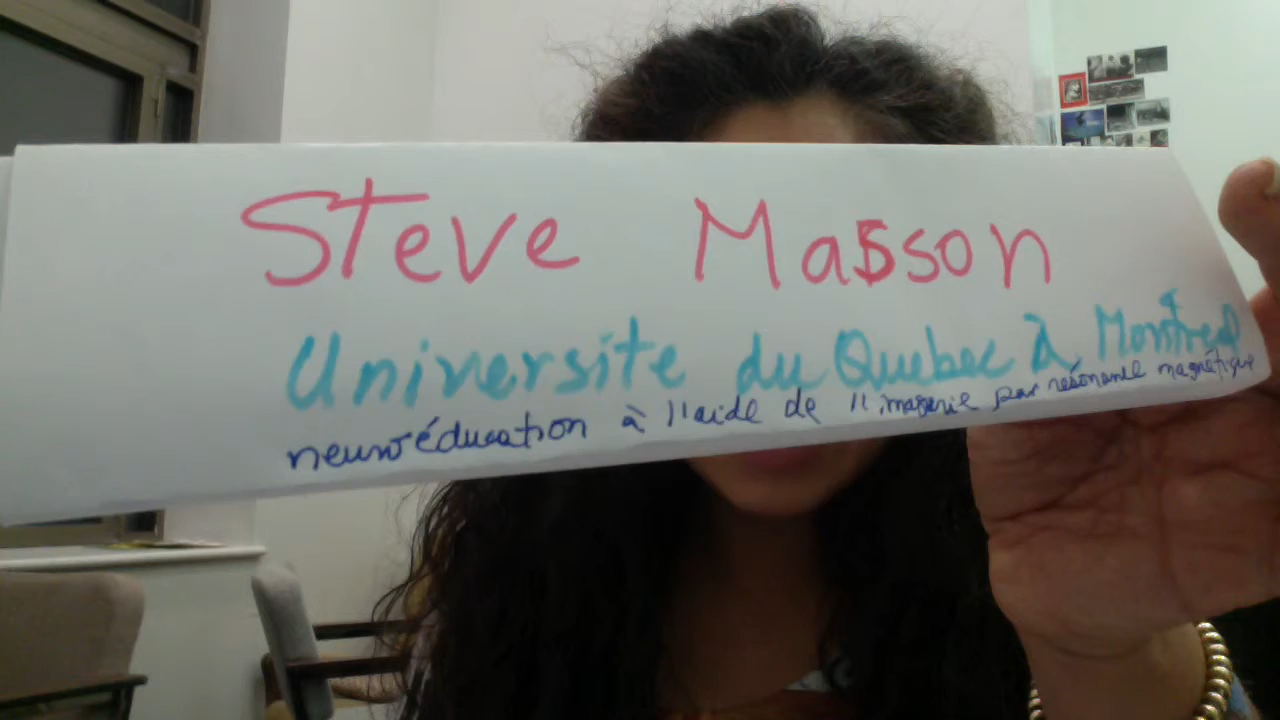 Steve Masson
Universite du Quebec à Montreal
neuroéducation à l'aide de l'imagerie par résonance magnétique